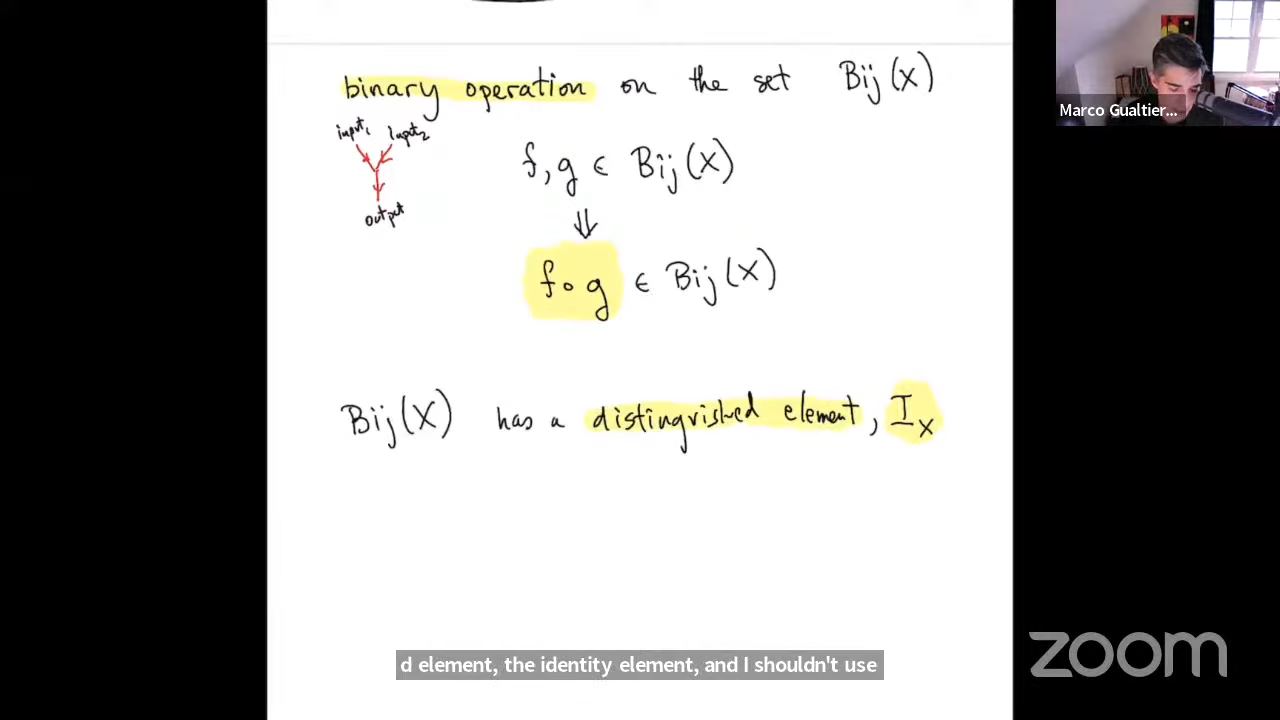 binary operation on the set Bij(X)
input₁ input₂
output
f, g ∈ Bij(X)
⇓
f∘g ∈ Bij(X)
Bij(X) has a distinguished element, I_X
Marco Gualtier...
d element, the identity element, and I shouldn't use
zoom